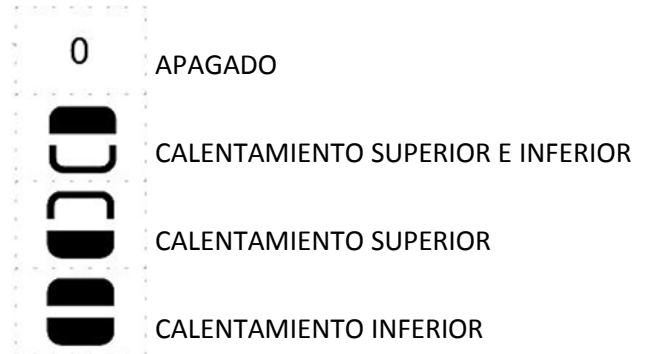 0 APAGADO
CALENTAMIENTO SUPERIOR E INFERIOR
CALENTAMIENTO SUPERIOR
CALENTAMIENTO INFERIOR